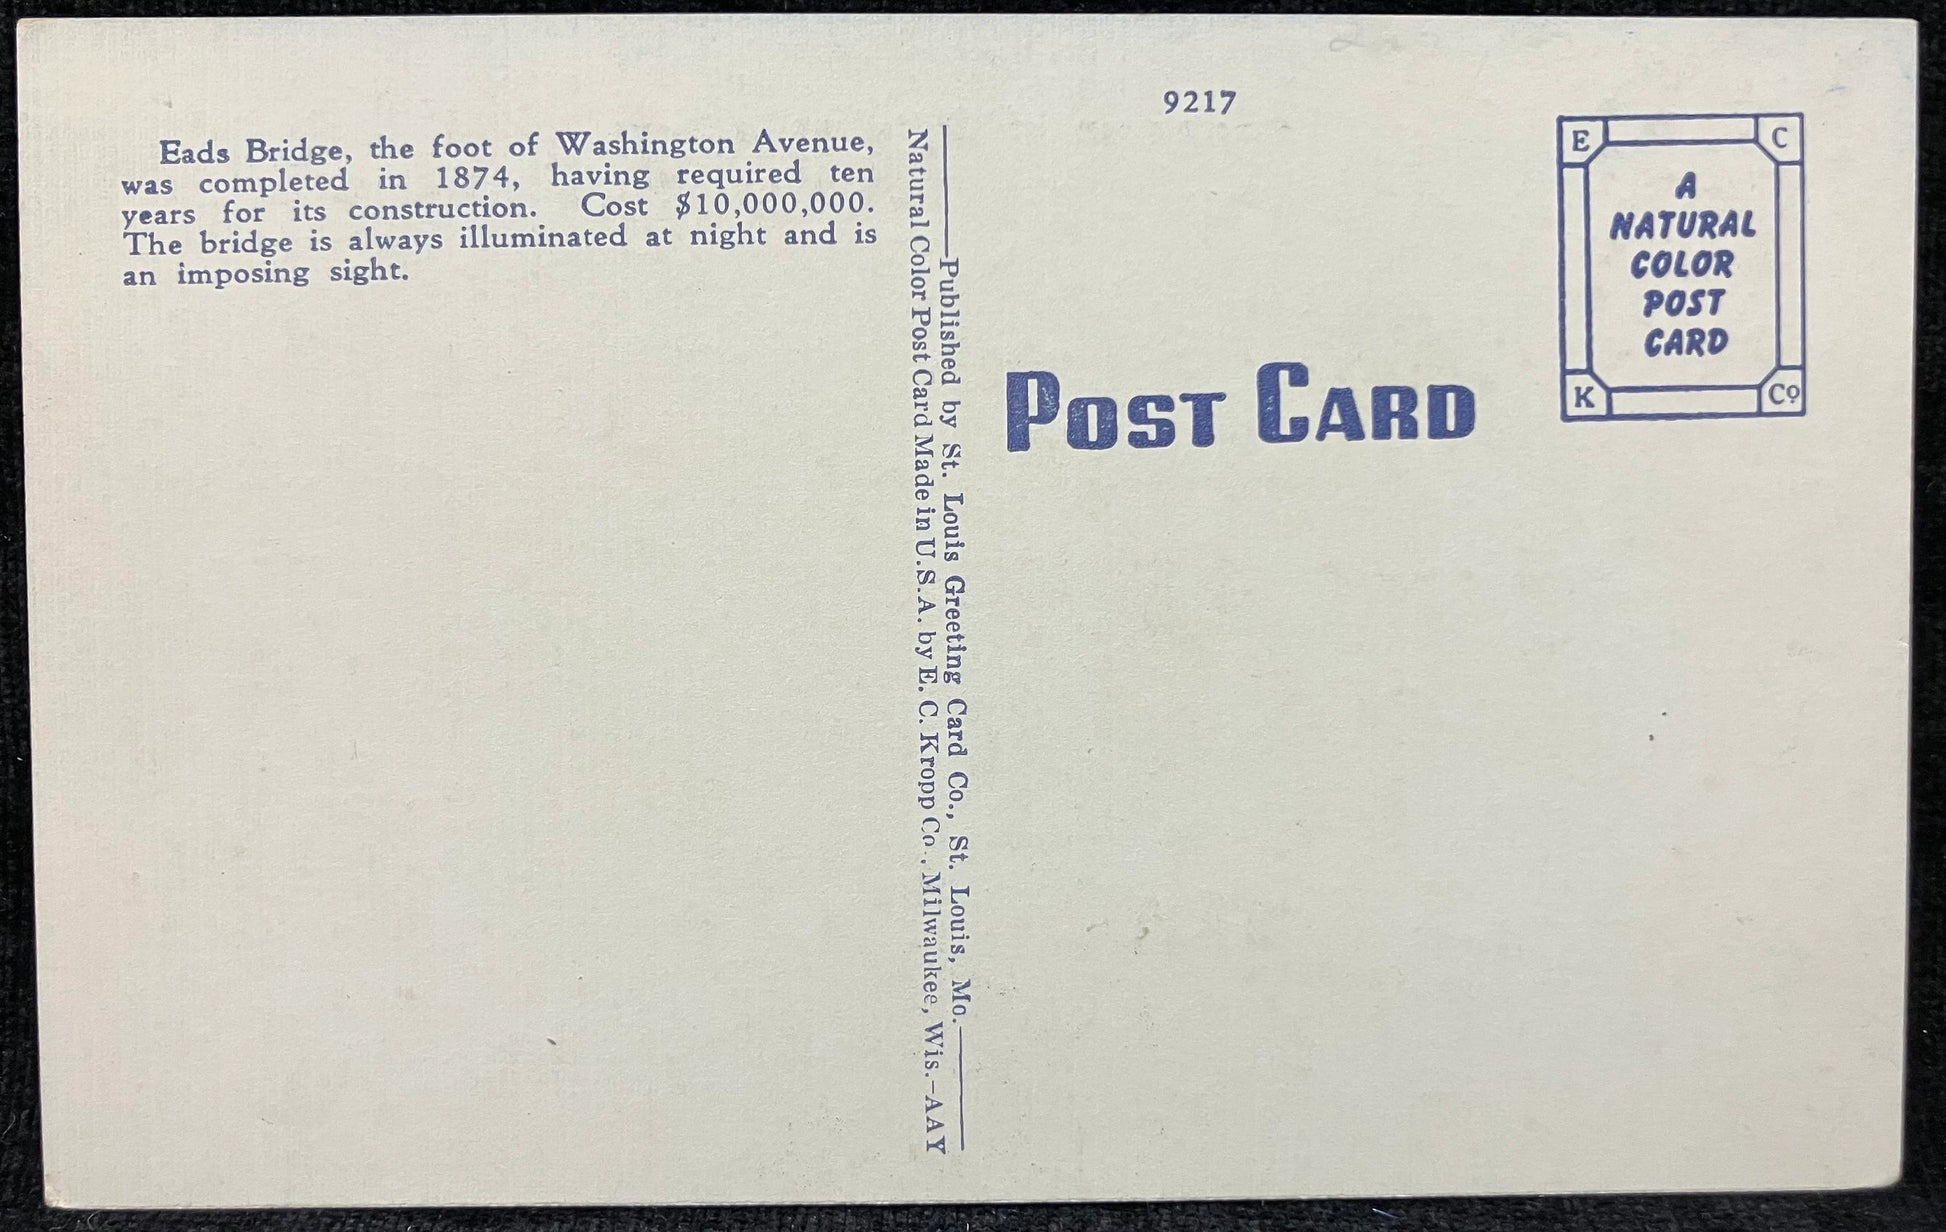 Eads Bridge, the foot of Washington Avenue,
was completed in 1874, having required ten
years for its construction. Cost $10,000,000.
The bridge is always illuminated at night and is
an imposing sight.
Published by St. Louis Greeting Card Co., St. Louis, Mo.
Natural Color Post Card Made in U.S.A. by E. C. Kropp Co., Milwaukee, Wis.-AAY
9217
POST CARD
E C
A
NATURAL
COLOR
POST
CARD
K Co